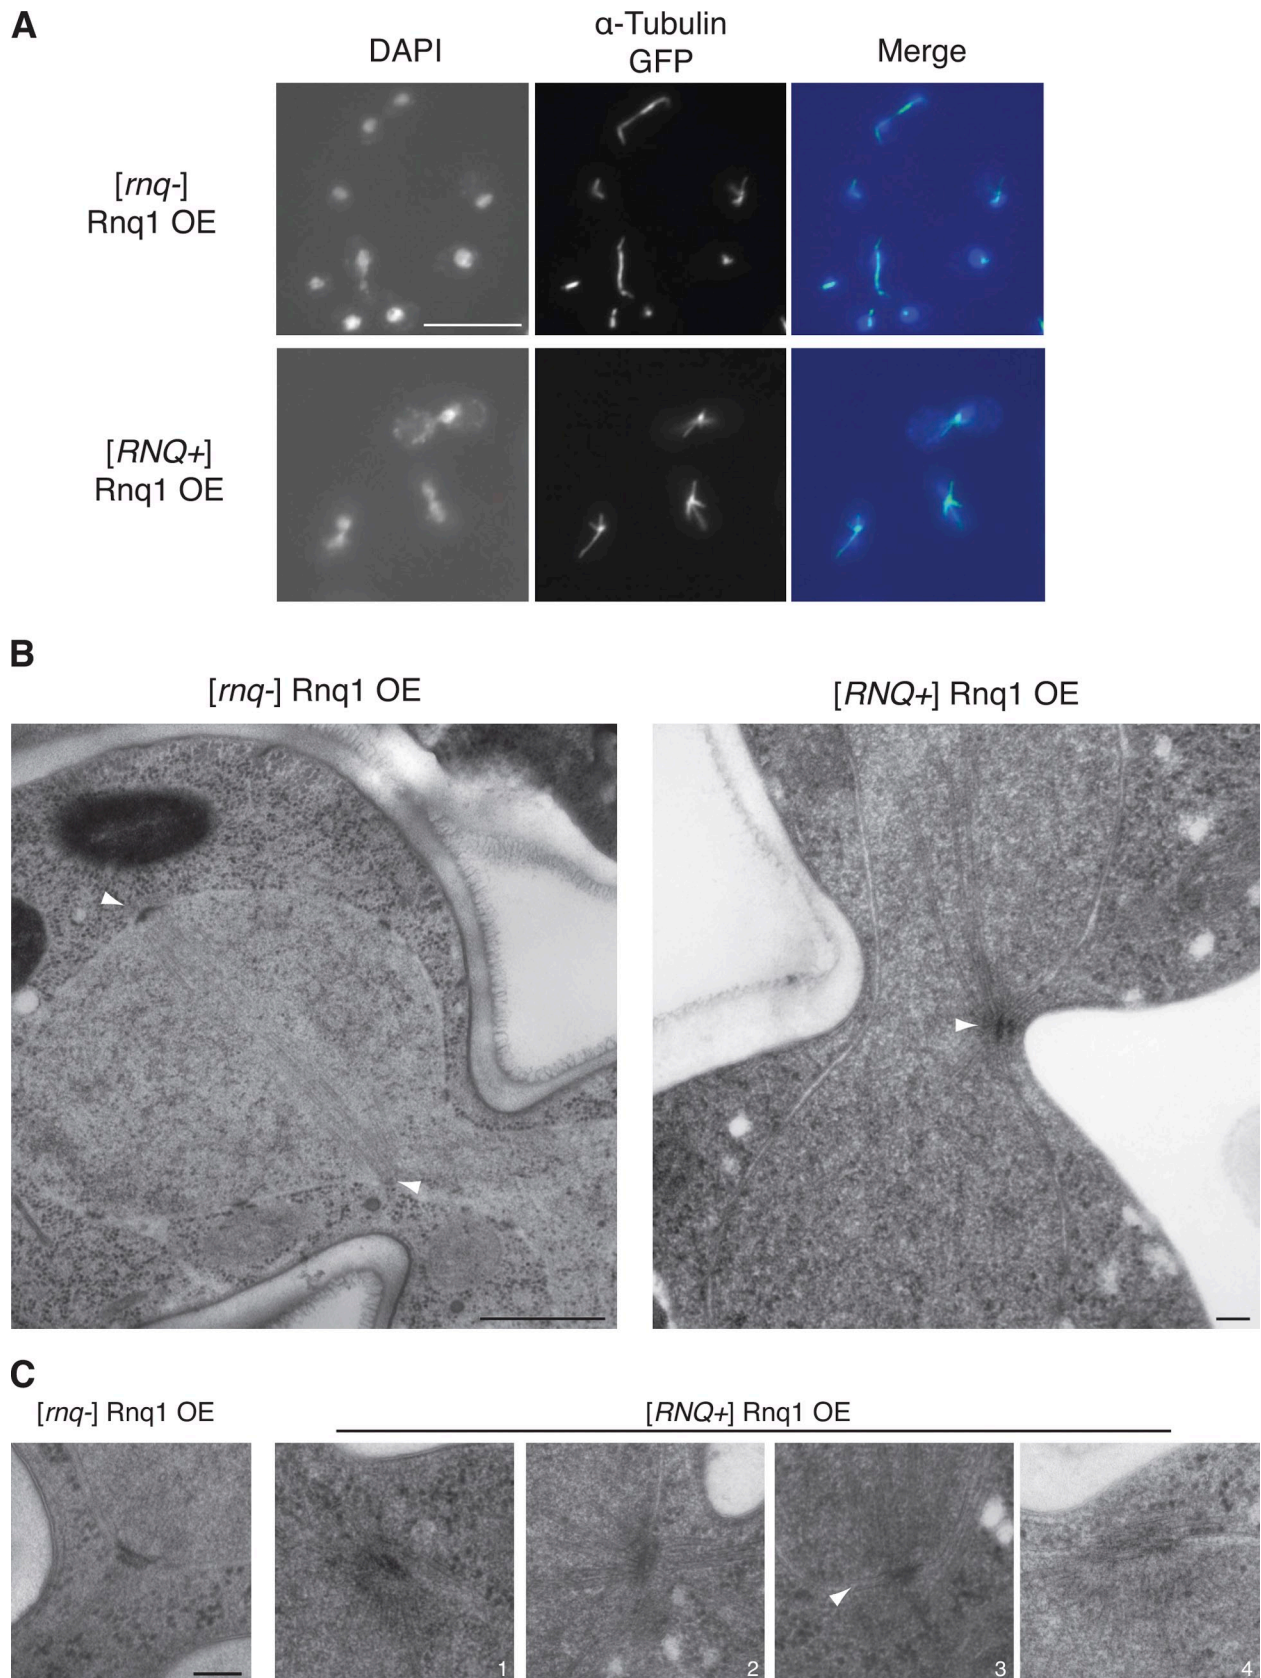 A
DAPI
α-Tubulin
GFP
Merge
[rnq-]
Rnq1 OE
[RNQ+]
Rnq1 OE
B
[rnq-] Rnq1 OE
[RNQ+] Rnq1 OE
C
[rnq-] Rnq1 OE
[RNQ+] Rnq1 OE
1
2
3
4